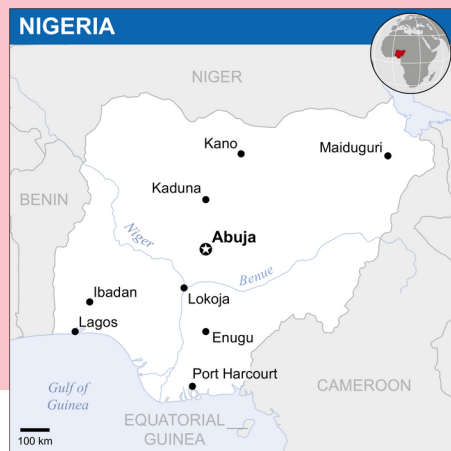 NIGERIA
NIGER
Kano
Maiduguri
Kaduna
BENIN
Niger
Abuja
Benue
Ibadan
Lokoja
Lagos
Enugu
Port Harcourt
Gulf of
Guinea
CAMEROON
EQUATORIAL
GUINEA
100 km